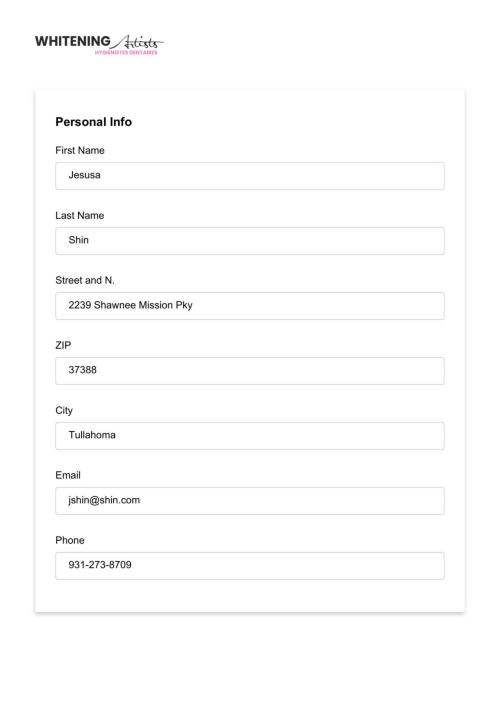 WHITENING Artists
HYGIÉNISTES DENTAIRES
Personal Info
First Name
Jesusa
Last Name
Shin
Street and N.
2239 Shawnee Mission Pky
ZIP
37388
City
Tullahoma
Email
jshin@shin.com
Phone
931-273-8709